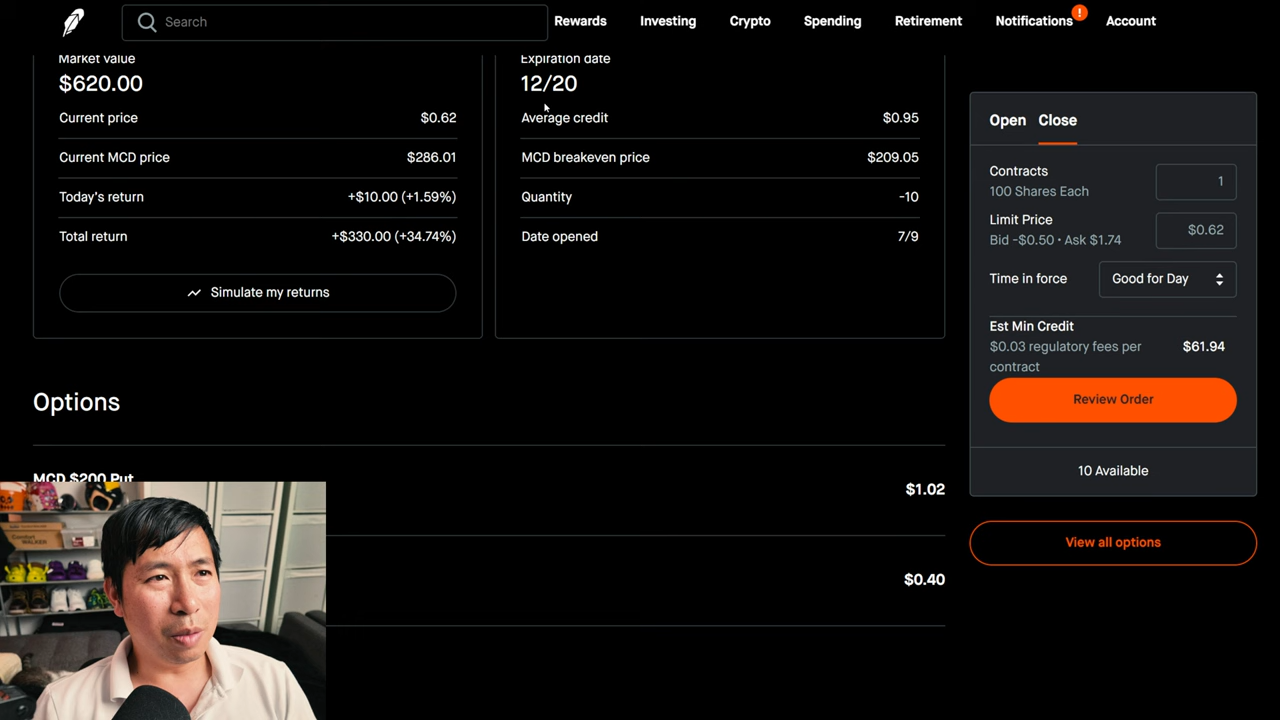 Search
Rewards
Investing
Crypto
Spending
Retirement
Notifications
!
Account
Market value
$620.00
Current price $0.62
Current MCD price $286.01
Today's return +$10.00 (+1.59%)
Total return +$330.00 (+34.74%)
Simulate my returns
Expiration date
12/20
Average credit $0.95
MCD breakeven price $209.05
Quantity -10
Date opened 7/9
Open Close
Contracts
100 Shares Each
1
Limit Price
Bid -$0.50 • Ask $1.74
$0.62
Time in force
Good for Day
Est Min Credit
$0.03 regulatory fees per
contract
$61.94
Review Order
10 Available
View all options
Options
MCD $200 Put
$1.02
$0.40